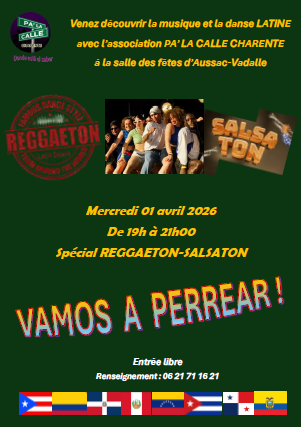 PA' LA
CALLE
Venez découvrir la musique et la danse LATINE
avec l'association PA' LA CALLE CHARENTE
à la salle des fêtes d'Aussac-Vadalle
REGGAETON
SALSA
TON
Mercredi 01 avril 2026
De 19h à 21h00
Spécial REGGAETON-SALSATON
VAMOS A PERREAR !
Entrée libre
Renseignement : 06 21 71 16 21